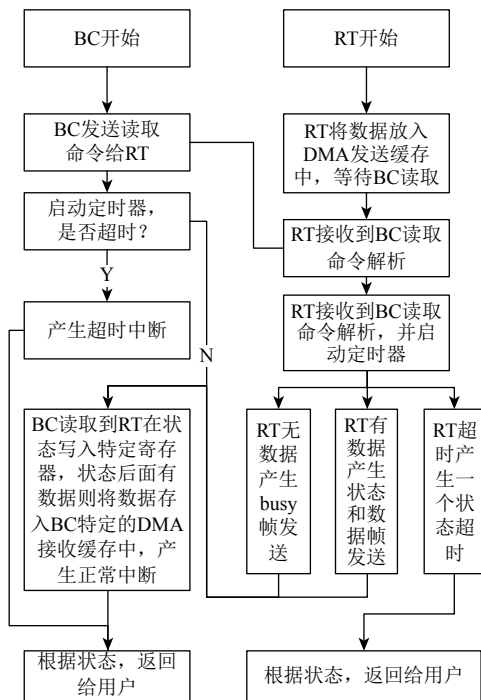 BC开始
RT开始
BC发送读取
命令给RT
RT将数据放入
DMA发送缓存
中，等待BC读取
启动定时器，
是否超时？
RT接收到BC读取
命令解析
Y
产生超时中断
RT接收到BC读取
命令解析，并启
动定时器
N
BC读取到RT在状
态写入特定寄存
器，状态后面有
数据则将数据存
入BC特定的DMA
接收缓存中，产
生正常中断
RT无
数据
产生
busy
帧发
送
RT有
数据
产生
状态
和数
据帧
发送
RT超
时产
生一
个状
态超
时
根据状态，返回
给用户
根据状态，返回给用户